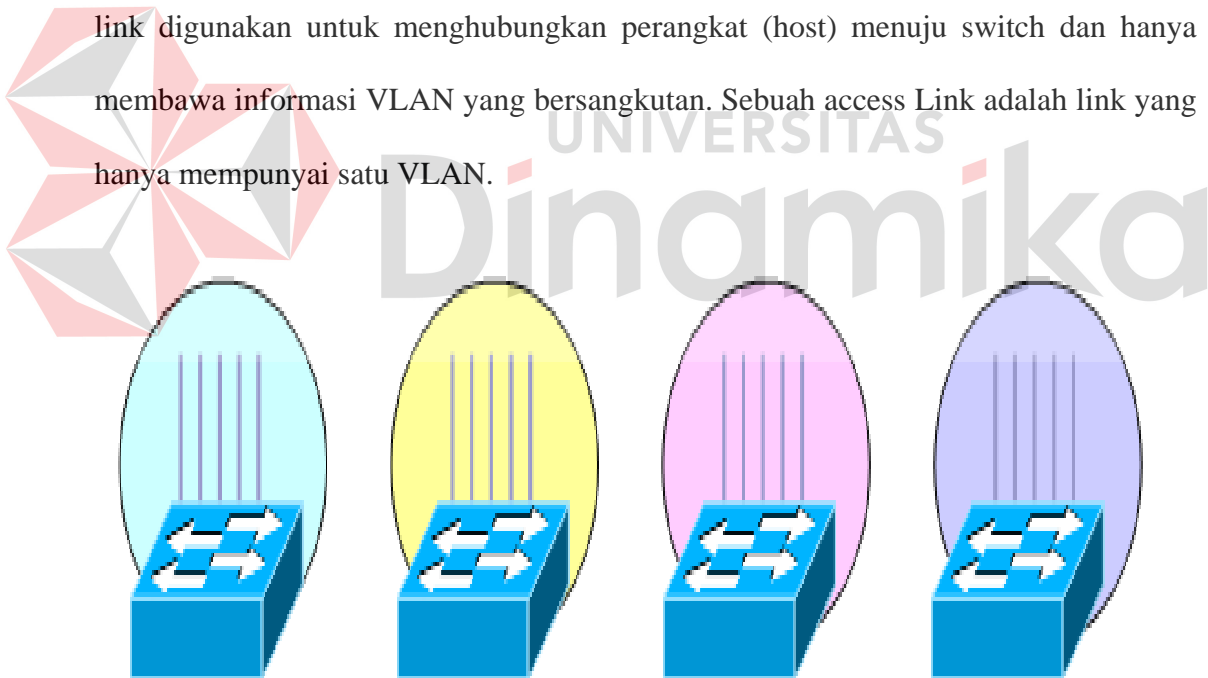 link digunakan untuk menghubungkan perangkat (host) menuju switch dan hanya
membawa informasi VLAN yang bersangkutan. Sebuah access Link adalah link yang
UNIVERSITAS
hanya mempunyai satu VLAN.
Dinamika